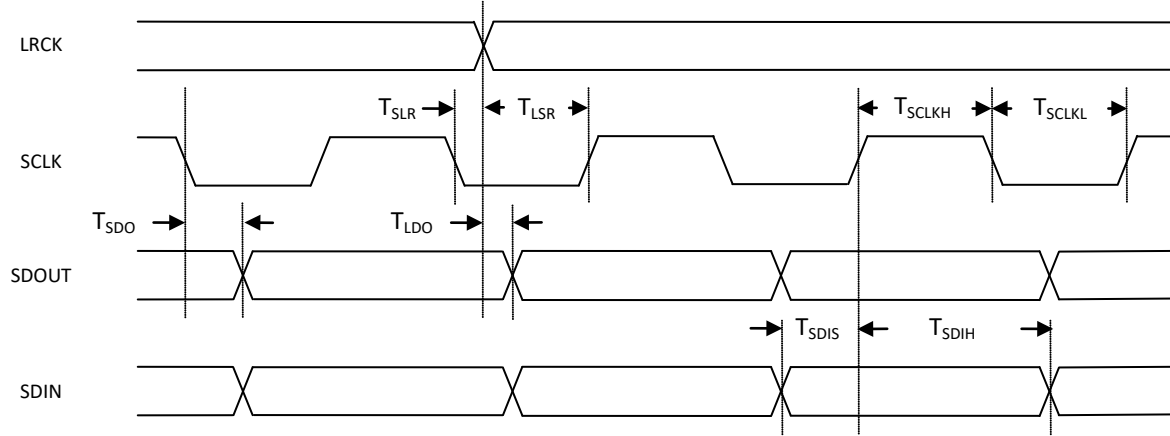 LRCK
TSLR TLSR TSCLKH TSCLKL
SCLK
TSDO TLDO
SDOUT
TSDIS TSDIH
SDIN